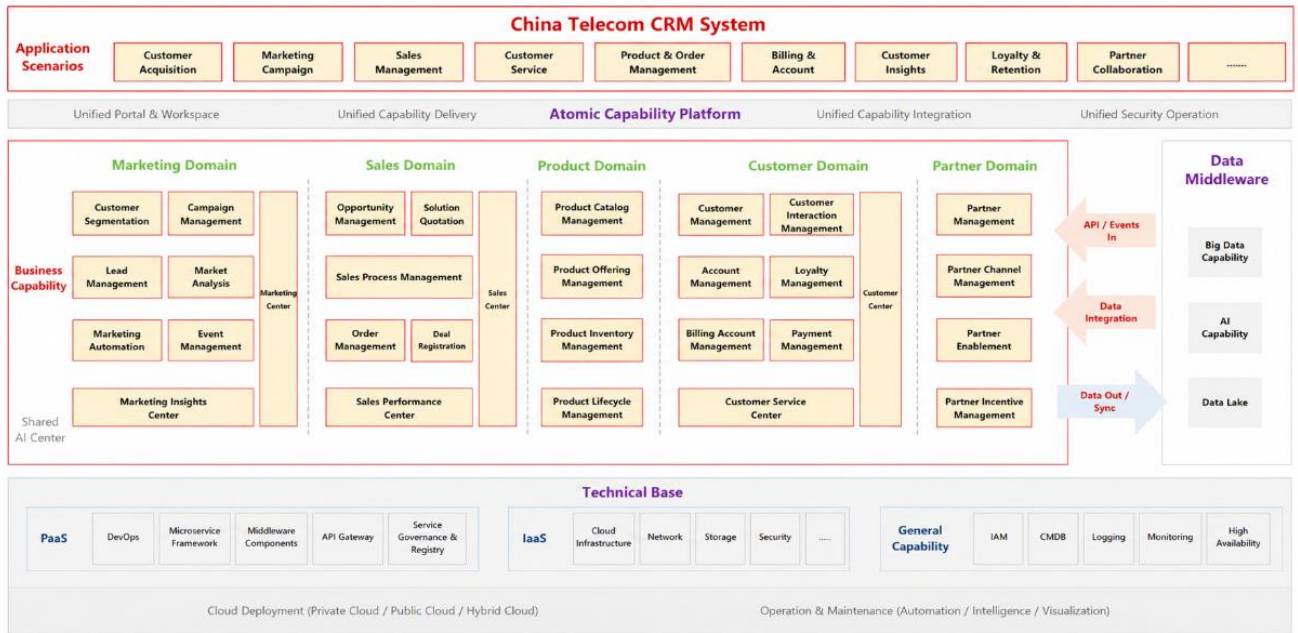 China Telecom CRM System
Application
Scenarios
Customer
Acquisition
Marketing
Campaign
Sales
Management
Customer
Service
Product & Order
Management
Billing &
Account
Customer
Insights
Loyalty &
Retention
Partner
Collaboration
.......
Unified Portal & Workspace
Unified Capability Delivery
Atomic Capability Platform
Unified Capability Integration
Unified Security Operation
Business
Capability
Shared
AI Center
Marketing Domain
Customer
Segmentation
Campaign
Management
Lead
Management
Market
Analysis
Marketing
Automation
Event
Management
Marketing Insights
Center
Marketing
Center
Sales Domain
Opportunity
Management
Solution
Quotation
Sales Process Management
Order
Management
Deal
Registration
Sales Performance
Center
Sales
Center
Product Domain
Product Catalog
Management
Product Offering
Management
Product Inventory
Management
Product Lifecycle
Management
Customer Domain
Customer
Management
Customer
Interaction
Management
Account
Management
Loyalty
Management
Billing Account
Management
Payment
Management
Customer Service
Center
Customer
Center
Partner Domain
Partner
Management
Partner Channel
Management
Partner
Enablement
Partner Incentive
Management
API / Events
In
Data
Integration
Data Out /
Sync
Data
Middleware
Big Data
Capability
AI
Capability
Data Lake
Technical Base
PaaS
DevOps
Microservice
Framework
Middleware
Components
API Gateway
Service
Governance &
Registry
IaaS
Cloud
Infrastructure
Network
Storage
Security
.....
General
Capability
IAM
CMDB
Logging
Monitoring
High
Availability
Cloud Deployment (Private Cloud / Public Cloud / Hybrid Cloud)
Operation & Maintenance (Automation / Intelligence / Visualization)